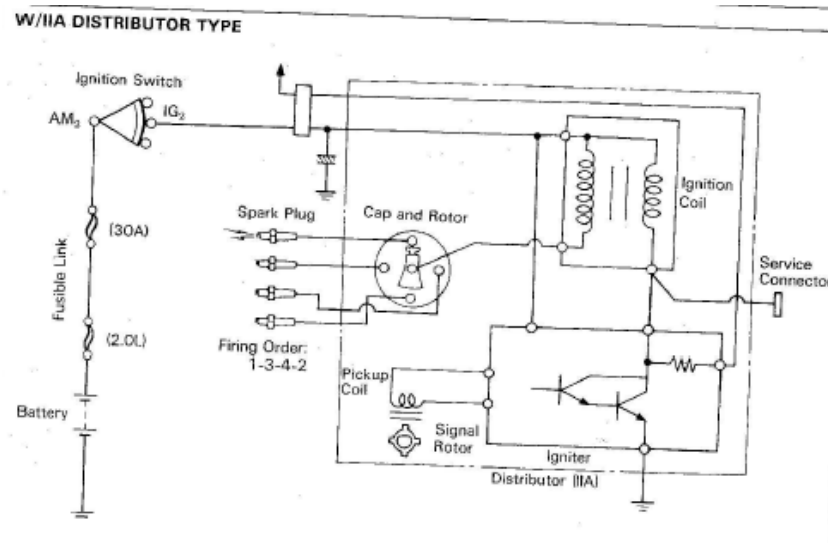 W/IIA DISTRIBUTOR TYPE
Ignition Switch
AM₂
IG₂
Spark Plug
Cap and Rotor
Ignition
Coil
(30A)
Fusible Link
(2.0L)
Service
Connector
Firing Order:
1-3-4-2
Pickup
Coil
Battery
Signal
Rotor
Igniter
Distributor (IIA)